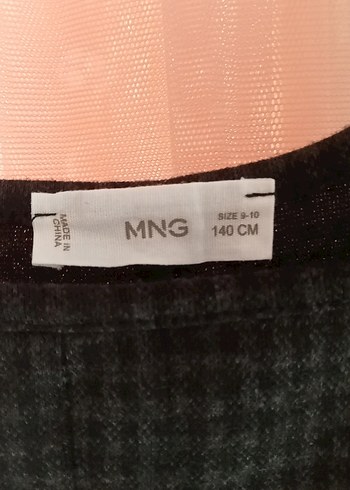 MADE IN
CHINA
MNG
SIZE 9-10
140 CM